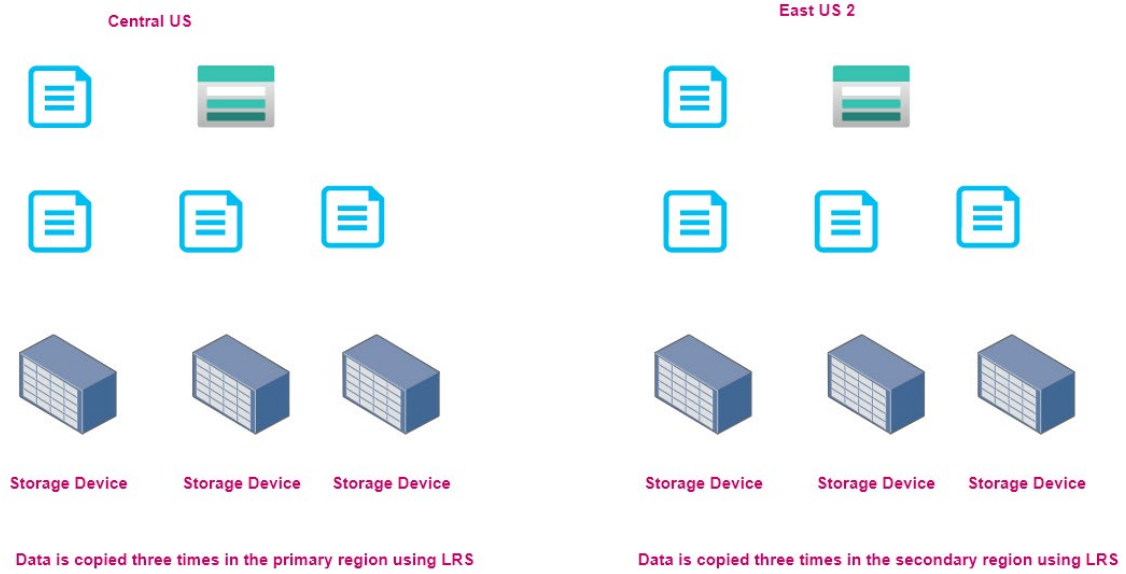 Central US
East US 2
Storage Device
Storage Device
Storage Device
Storage Device
Storage Device
Storage Device
Data is copied three times in the primary region using LRS
Data is copied three times in the secondary region using LRS